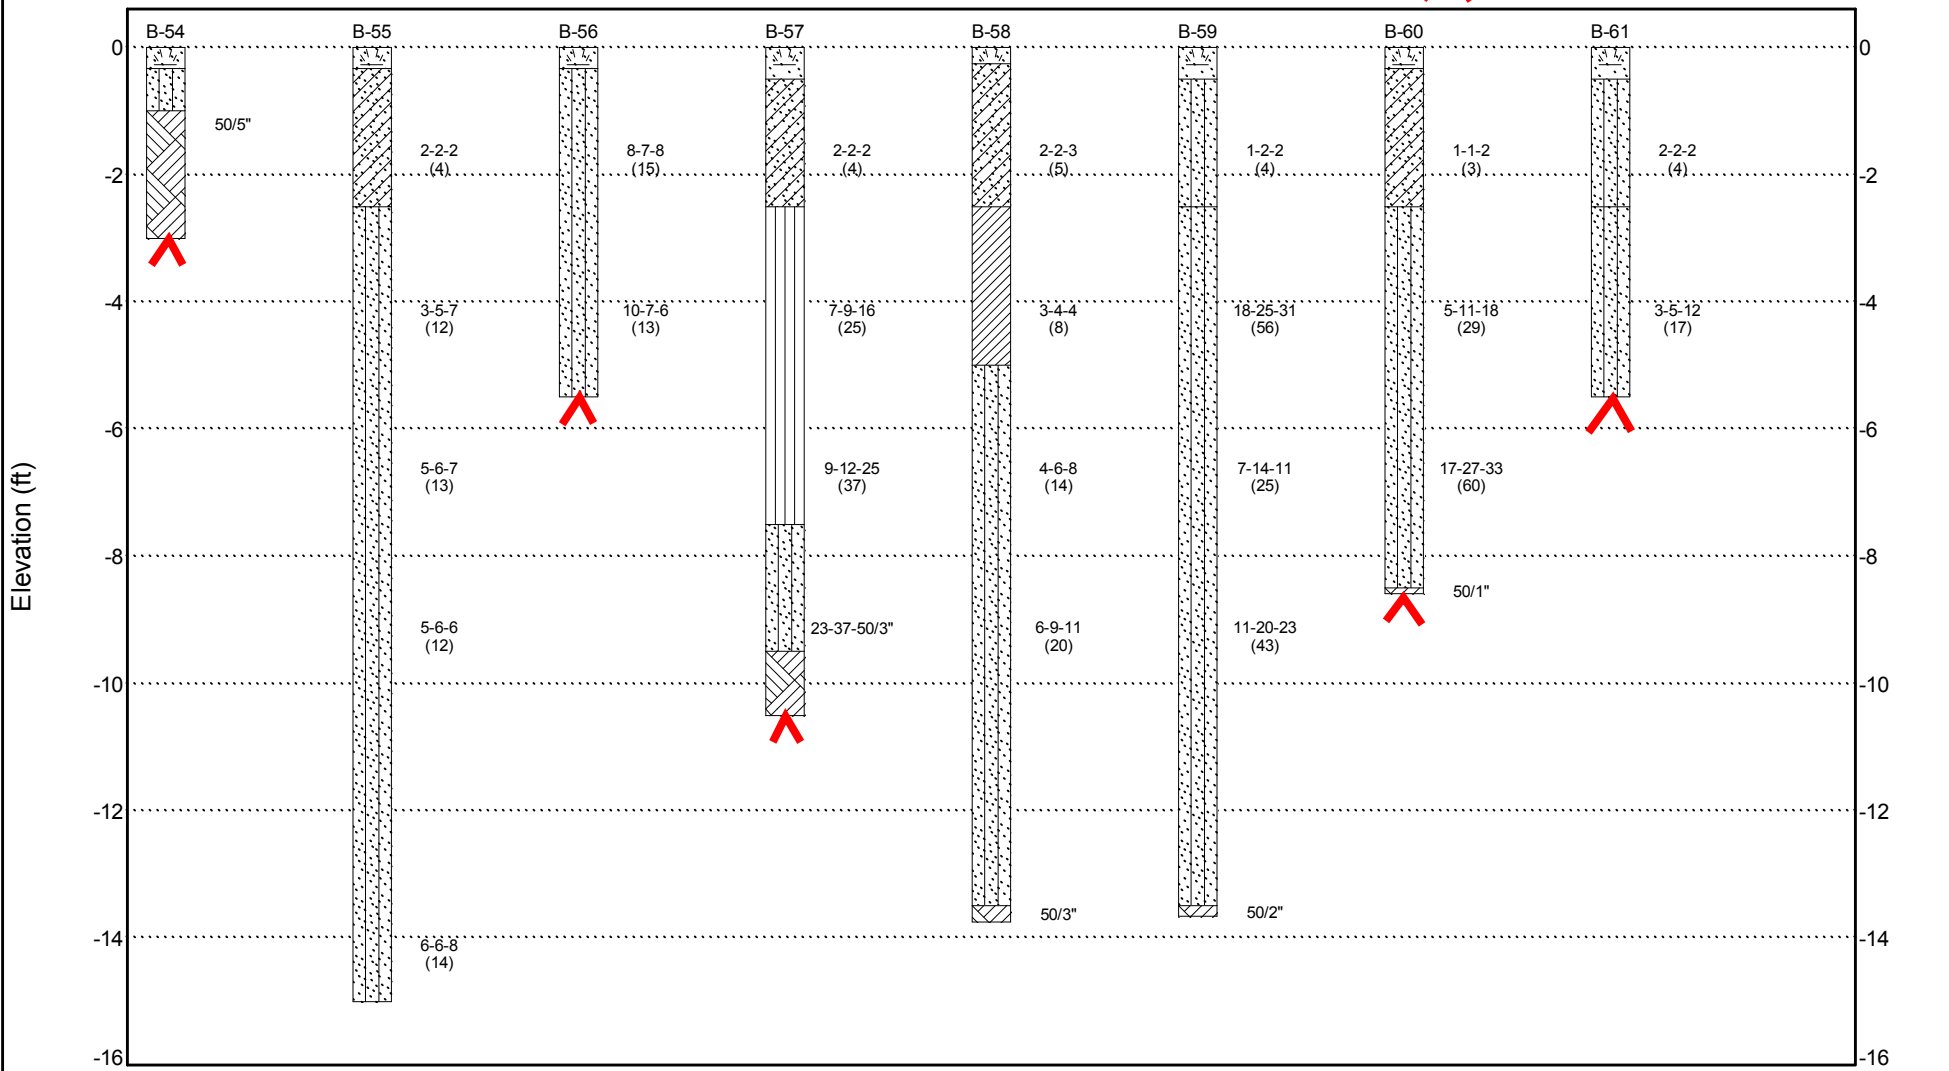 B-54 B-55 B-56 B-57 B-58 B-59 B-60 B-61
0 0
50/5"
2-2-2 8-7-8 2-2-2 2-2-3 1-2-2 1-1-2 2-2-2
(4) (15) (4) (5) (4) (3) (4)
-2 -2
-4 -4
3-5-7 10-7-6 7-9-16 3-4-4 18-25-31 5-11-18 3-5-12
(12) (13) (25) (8) (56) (29) (17)
-6 -6
5-6-7 9-12-25 4-6-8 7-14-11 17-27-33
(13) (37) (14) (25) (60)
Elevation (ft)
-8 -8
50/1"
5-6-6 23-37-50/3" 6-9-11 11-20-23
(12) (20) (43)
-10 -10
-12 -12
50/3" 50/2"
-14 -14
6-6-8
(14)
-16 -16